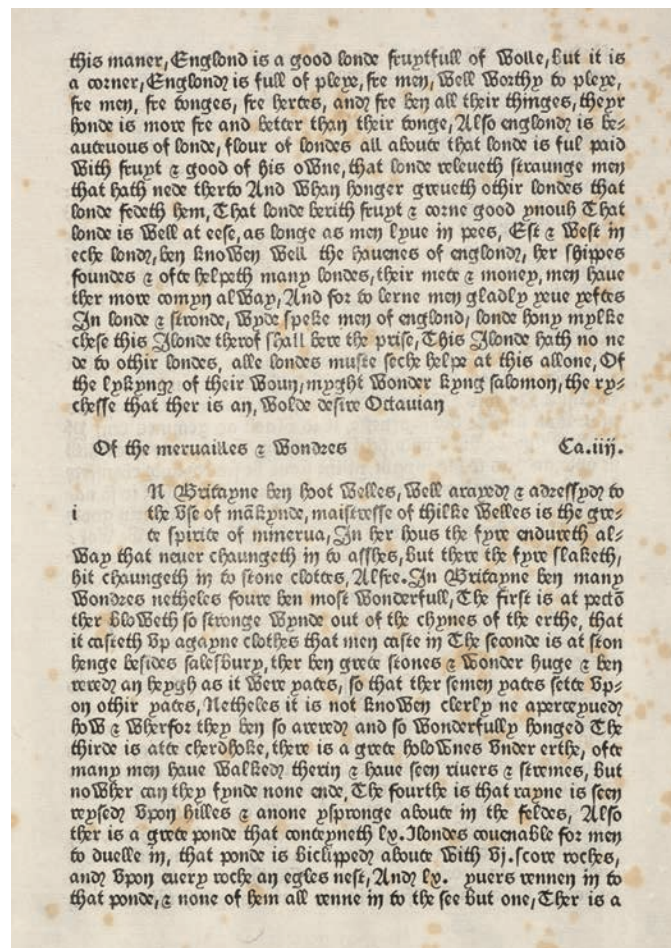 this maner, Englond is a good londe fruytfull of wolle, but it is
a corner, Englond is full of pleye, fre men, well worthy to pleye,
fre men, fre tonges, fre hertes, and fre ben all their thinges, theyr
honde is more fre and better than their tonge, Also englond is be⸗
auteuous of londe, flour of londes all aboute that londe is ful paid
with fruyt ⁊ good of his owne, that londe releueth straunge men
that hath nede therto And whan honger greueth othir londes that
londe fedeth hem, That londe berith fruyt ⁊ corne good ynouh That
londe is well at eese, as longe as men lyue in pees, Est ⁊ west in
eche lond, ben knowen well the hauenes of englond, her shippes
foundes ⁊ ofte helpeth many londes, their mete ⁊ money, men haue
ther more comyn alway, And for to lerne men gladly yeue yeftes
In londe ⁊ stronde, wyde speke men of englond, londe hony mylke
chese this Ilonde therof shall bere the prise, This Ilonde hath no ne
de to othir londes, alle londes muste seche helpe at this allone, Of
the lykyng of their woun, myght wonder kyng salomon, the ry⸗
chesse that ther is an, wolde desire Octauian
Of the meruailles ⁊ wondres Ca.iiij.
N Britayne ben hoot welles, well arayed ⁊ adressyd to
i the vse of mākynde, maistresse of thilke welles is the gre⸗
te spirite of minerua, In her hous the fyre endureth al⸗
way that neuer chaungeth in to asshes, but there the fyre slaketh,
hit chaungeth in to stone clottes, Alfre. In Britayne ben many
wondres netheles foure ben most wonderfull, The first is at pectō
ther bloweth so stronge wynde out of the chynes of the erthe, that
it casteth vp agayne clothes that men caste in The seconde is at ston
henge besides salesbury, ther ben grete stones ⁊ wonder huge ⁊ ben
rered an heygh as it were yates, so that ther semen yates sette vp⸗
on othir yates, Netheles it is not knowen clerly ne aperceyued
how ⁊ wherfor they ben so arered and so wonderfully honged The
thirde is atte cherdhole, there is a grete holownes vnder erthe, ofte
many men haue walked therin ⁊ haue seen riuers ⁊ stremes, but
nowher can they fynde none ende, The fourthe is that rayne is seen
reysed vpon hilles ⁊ anone yspronge aboute in the feldes, Also
ther is a grete ponde that conteyneth lx. Ilondes couenable for men
to duelle in, that ponde is biclipped aboute with vj. score roches,
and vpon euery roche an egles nest, And lx. yuers rennen in to
that ponde, ⁊ none of hem all renne in to the see but one, Ther is a